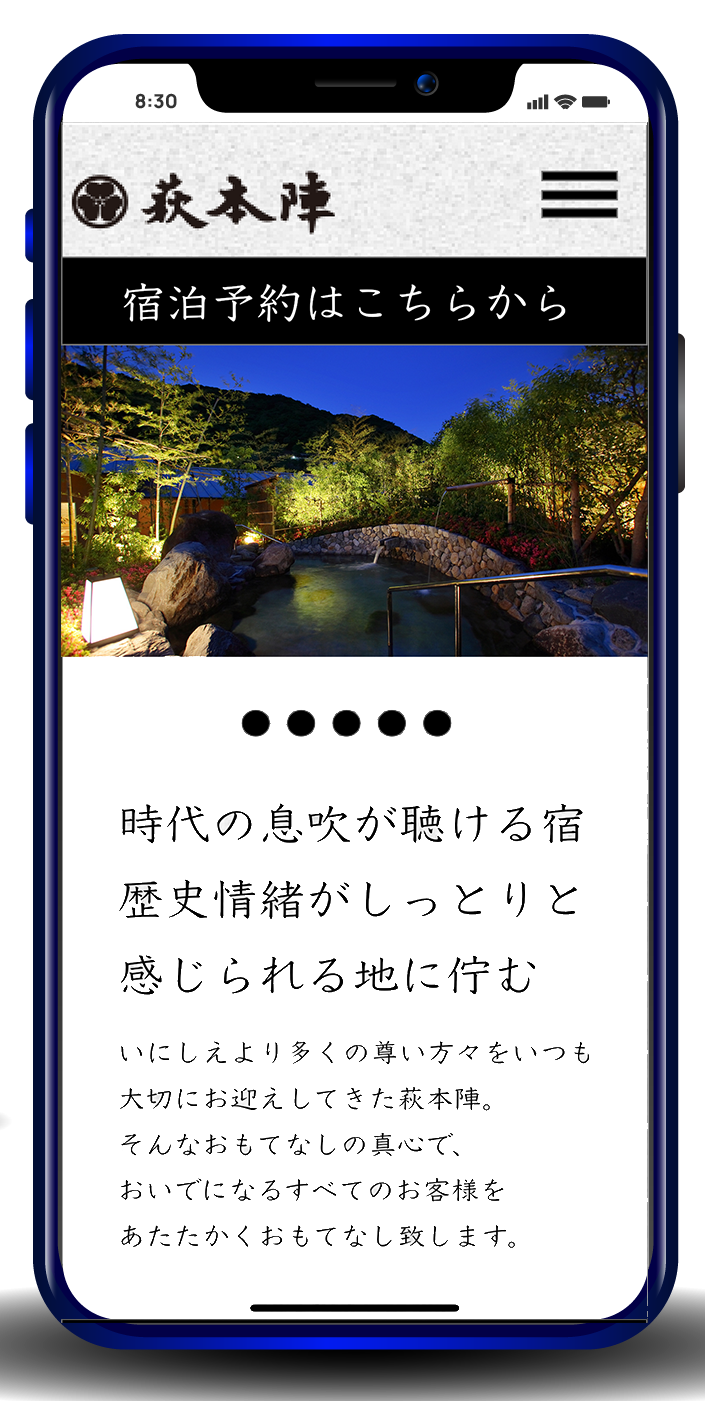 8:30
萩本陣
宿泊予約はこちらから
時代の息吹が聴ける宿
歴史情緒がしっとりと
感じられる地に佇む
いにしえより多くの尊い方々をいつも
大切にお迎えしてきた萩本陣。
そんなおもてなしの真心で、
おいでになるすべてのお客様を
あたたかくおもてなし致します。